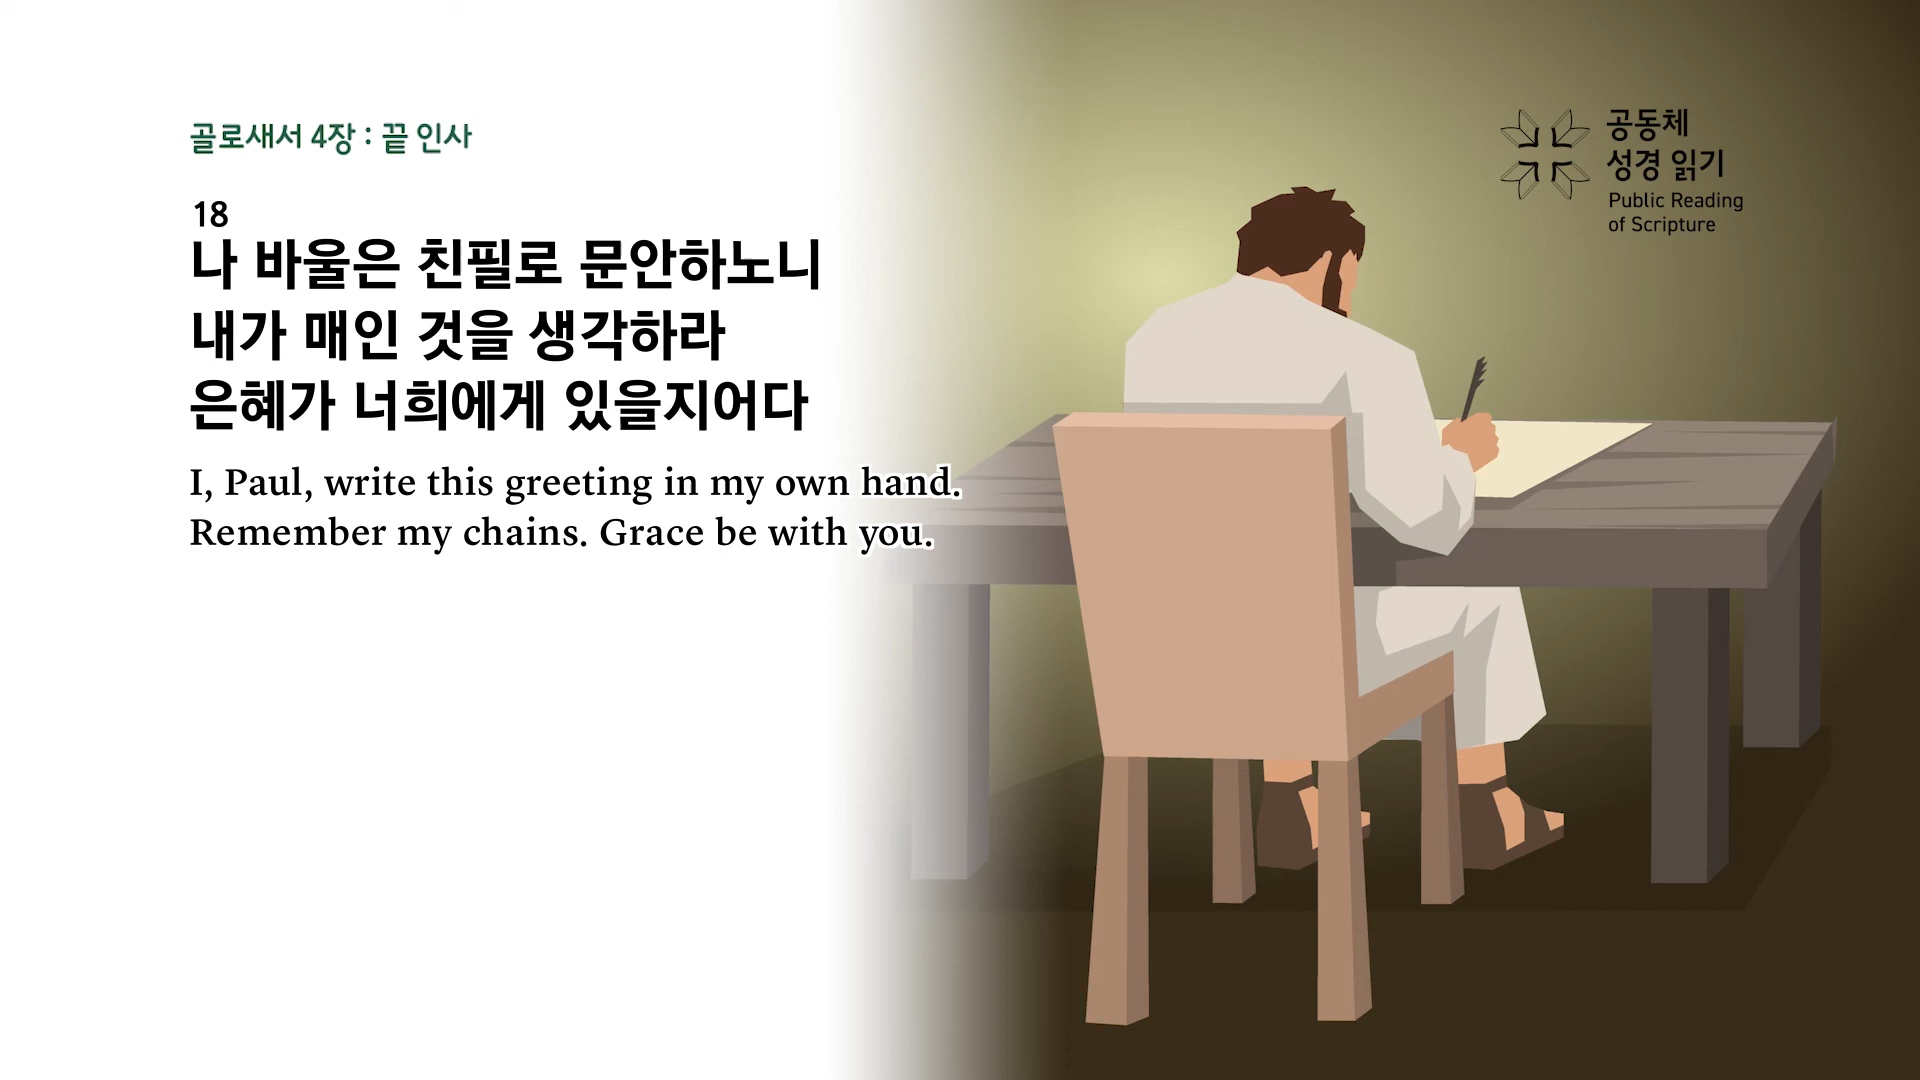 골로새서 4장 : 끝 인사
18
나 바울은 친필로 문안하노니
내가 매인 것을 생각하라
은혜가 너희에게 있을지어다
I, Paul, write this greeting in my own hand.
Remember my chains. Grace be with you.
공동체
성경 읽기
Public Reading
of Scripture